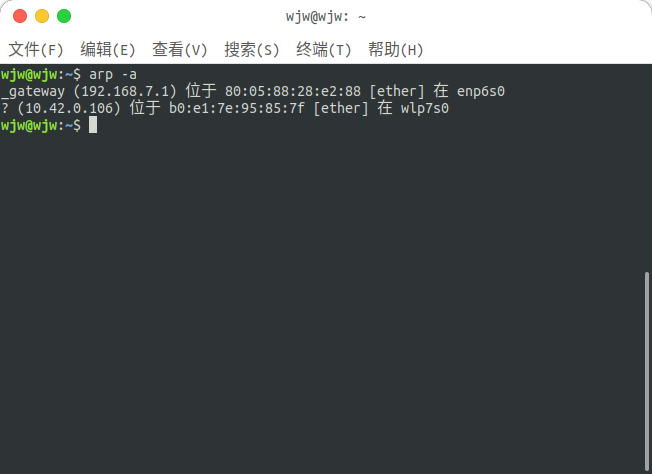 wjw@wjw: ~
文件(F) 编辑(E) 查看(V) 搜索(S) 终端(T) 帮助(H)
wjw@wjw:~$ arp -a
_gateway (192.168.7.1) 位于 80:05:88:28:e2:88 [ether] 在 enp6s0
? (10.42.0.106) 位于 b0:e1:7e:95:85:7f [ether] 在 wlp7s0
wjw@wjw:~$